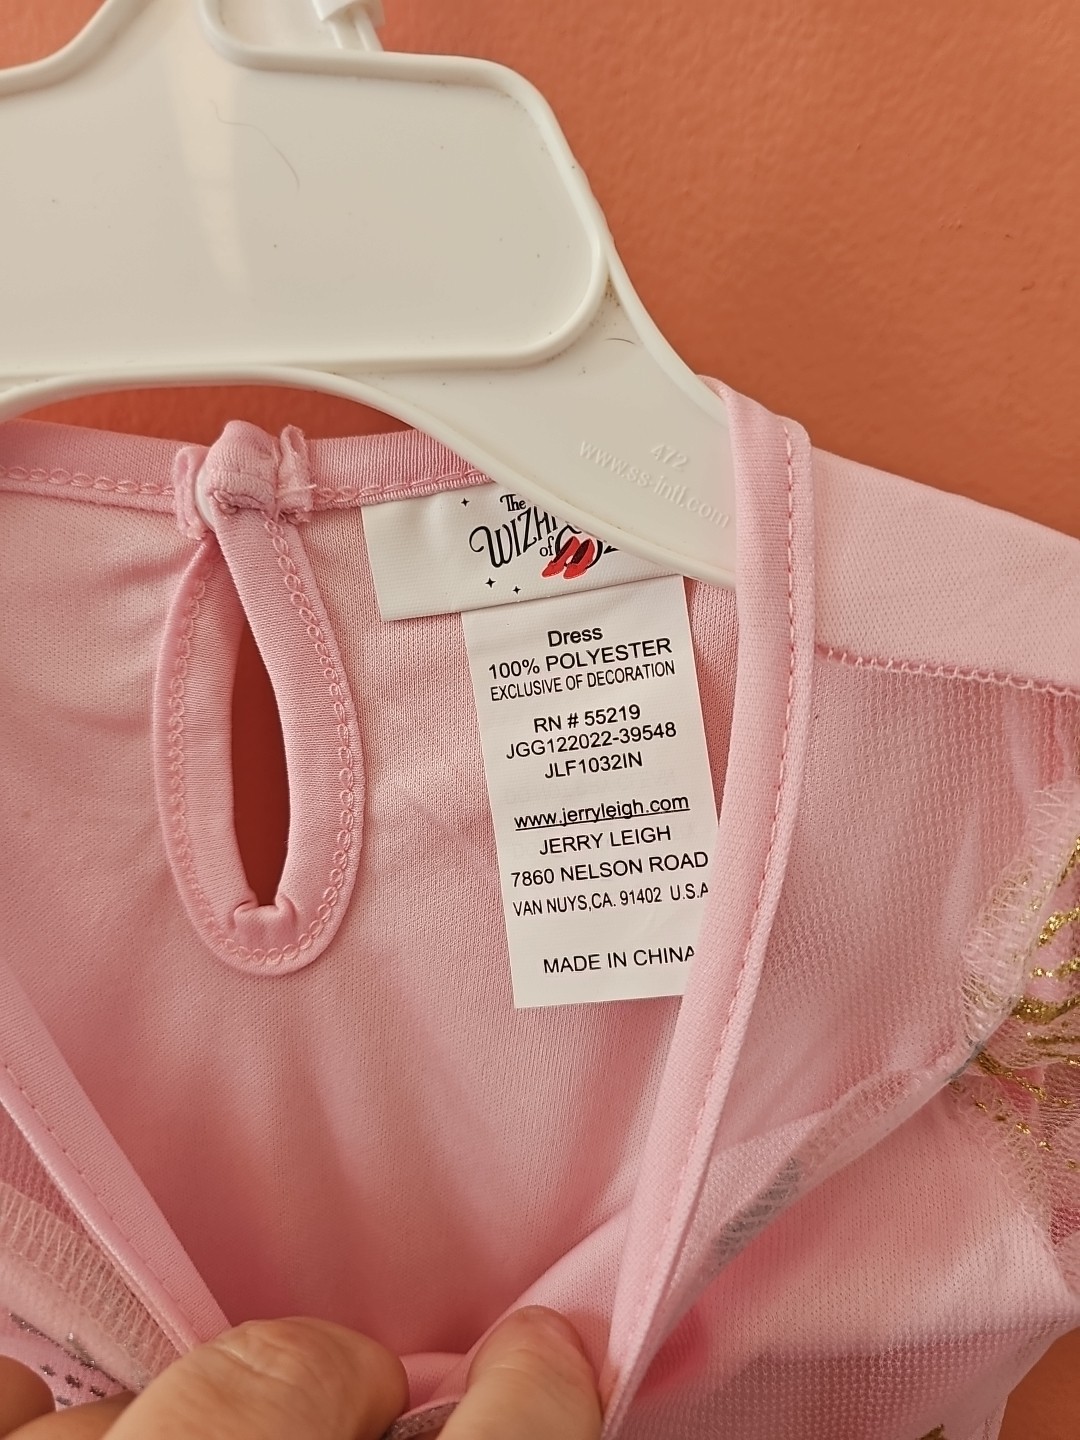 472
www.ss-intl.com
The
WIZA
of
Dress
100% POLYESTER
EXCLUSIVE OF DECORATION
RN # 55219
JGG122022-39548
JLF1032IN
www.jerryleigh.com
JERRY LEIGH
7860 NELSON ROAD
VAN NUYS,CA. 91402 U.S.A
MADE IN CHINA